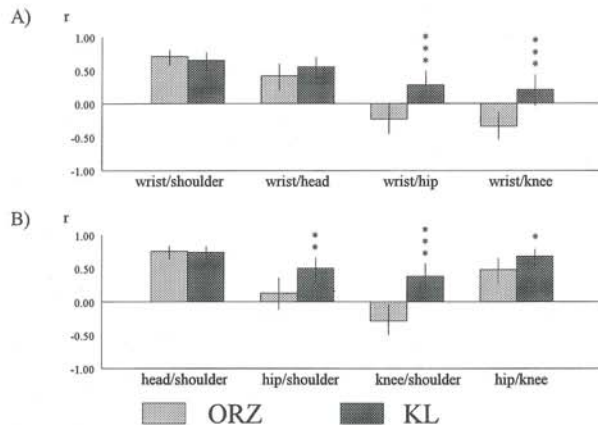 A) r
1.00
0.50
0.00
-0.50
-1.00
*** ***
wrist/shoulder wrist/head wrist/hip wrist/knee
B) r
1.00
0.50
0.00
-0.50
-1.00
** *** *
head/shoulder hip/shoulder knee/shoulder hip/knee
ORZ KL